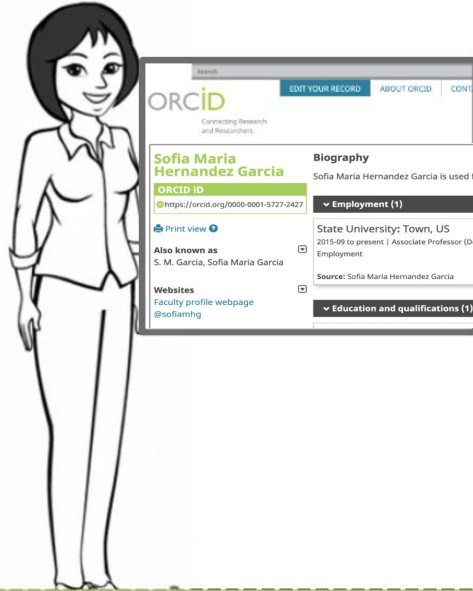 Search
ORCID
Connecting Research
and Researchers
EDIT YOUR RECORD
ABOUT ORCID
Sofia Maria
Hernandez Garcia
ORCID iD
https://orcid.org/0000-0001-5727-2427
Print view
Also known as
S. M. Garcia, Sofia Maria Garcia
Websites
Faculty profile webpage
@sofiamhg
Biography
Sofia Maria Hernandez Garcia is used
Employment (1)
State University: Town, US
2015-09 to present | Associate Professor
Employment
Source: Sofia Maria Hernandez Garcia
Education and qualifications (1)